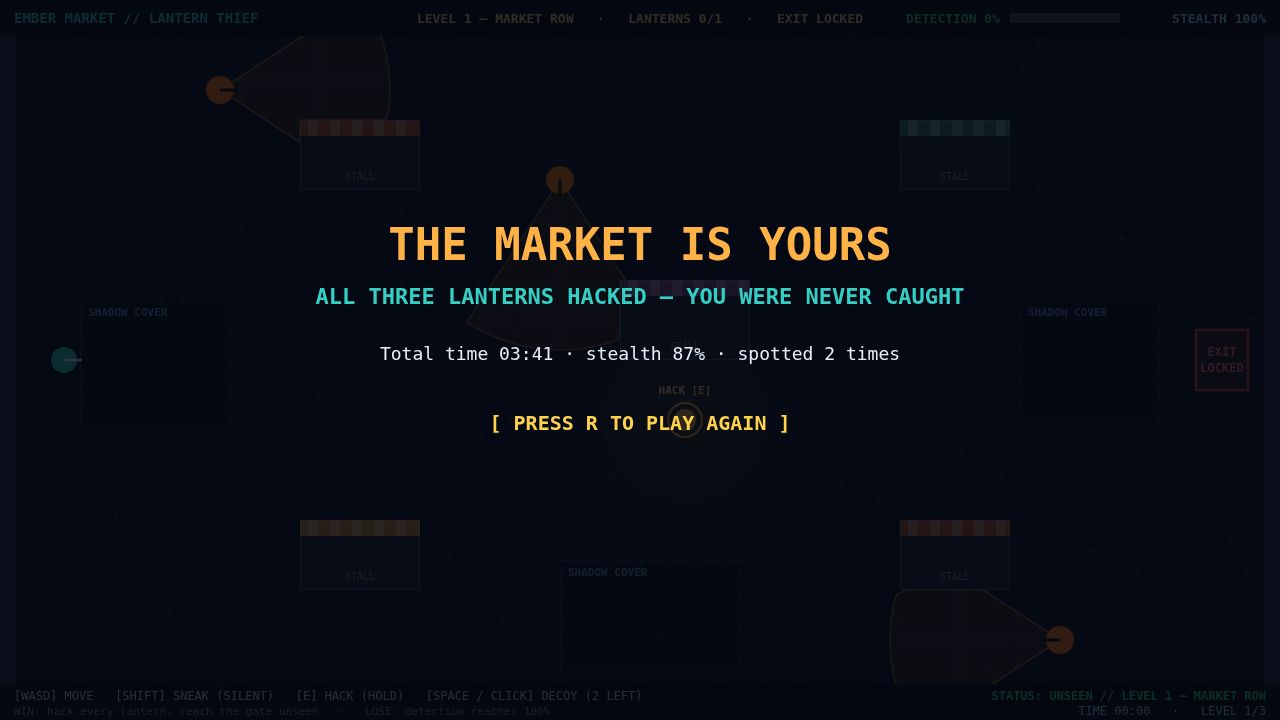 EMBER MARKET // LANTERN THIEF
LEVEL 1 — MARKET ROW · LANTERNS 0/1 · EXIT LOCKED
DETECTION 0%
STEALTH 100%
STALL
STALL
THE MARKET IS YOURS
ALL THREE LANTERNS HACKED — YOU WERE NEVER CAUGHT
SHADOW COVER
SHADOW COVER
Total time 03:41 · stealth 87% · spotted 2 times
EXIT
LOCKED
HACK [E]
[ PRESS R TO PLAY AGAIN ]
STALL
SHADOW COVER
STALL
[WASD] MOVE [SHIFT] SNEAK (SILENT) [E] HACK (HOLD) [SPACE / CLICK] DECOY (2 LEFT)
STATUS: UNSEEN // LEVEL 1 — MARKET ROW
WIN: hack every lantern, reach the gate unseen · LOSE: detection reaches 100%
TIME 00:00 · LEVEL 1/3